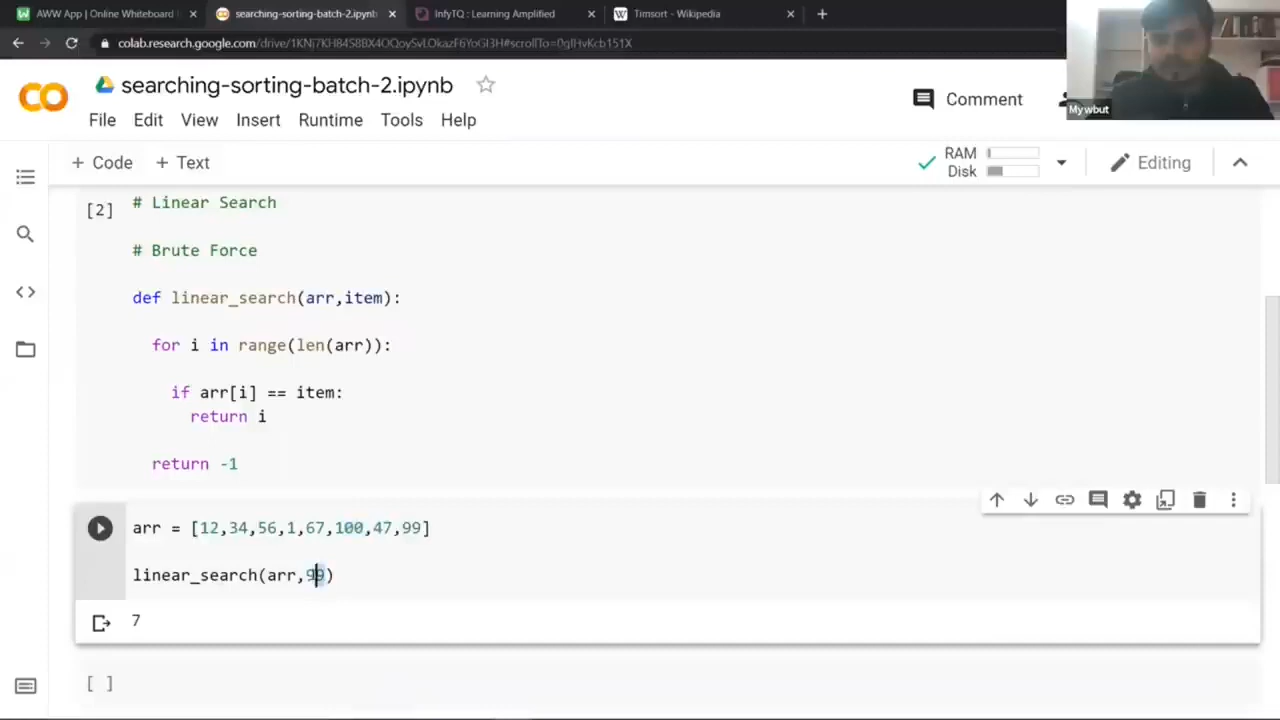 AWW App | Online Whiteboard
searching-sorting-batch-2.ipynb
InfyTQ : Learning Amplified
Timsort - Wikipedia
searching-sorting-batch-2.ipynb
File Edit View Insert Runtime Tools Help
Comment
Mywbut
+ Code + Text
RAM
Disk
Editing
[2]
# Linear Search
# Brute Force
def linear_search(arr,item):
for i in range(len(arr)):
if arr[i] == item:
return i
return -1
arr = [12,34,56,1,67,100,47,99]
linear_search(arr,99)
7
[ ]